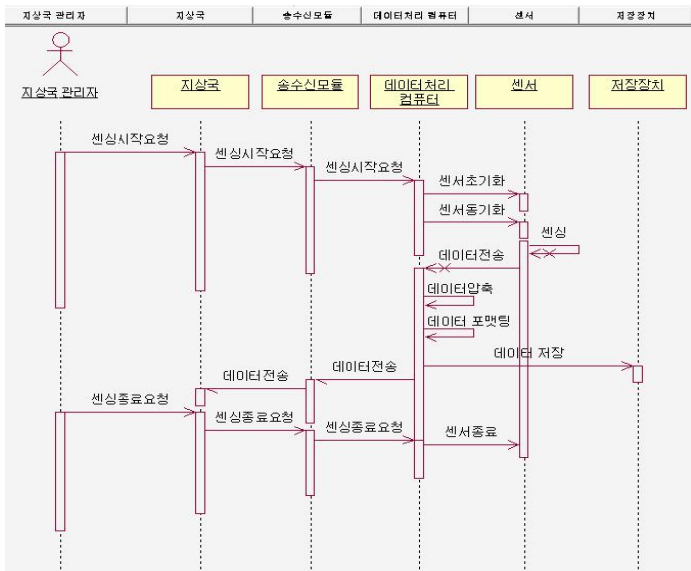 지상국 관리자
지상국
송수신모듈
데이터처리 컴퓨터
센서
저장장치
지상국 관리자
지상국
송수신모듈
데이터처리
컴퓨터
센서
저장장치
센싱시작요청
센싱시작요청
센싱시작요청
센서초기화
센서동기화
센싱
데이터전송
데이터압축
데이터 포맷팅
데이터 저장
데이터전송
데이터전송
센싱종료요청
센싱종료요청
센싱종료요청
센서종료